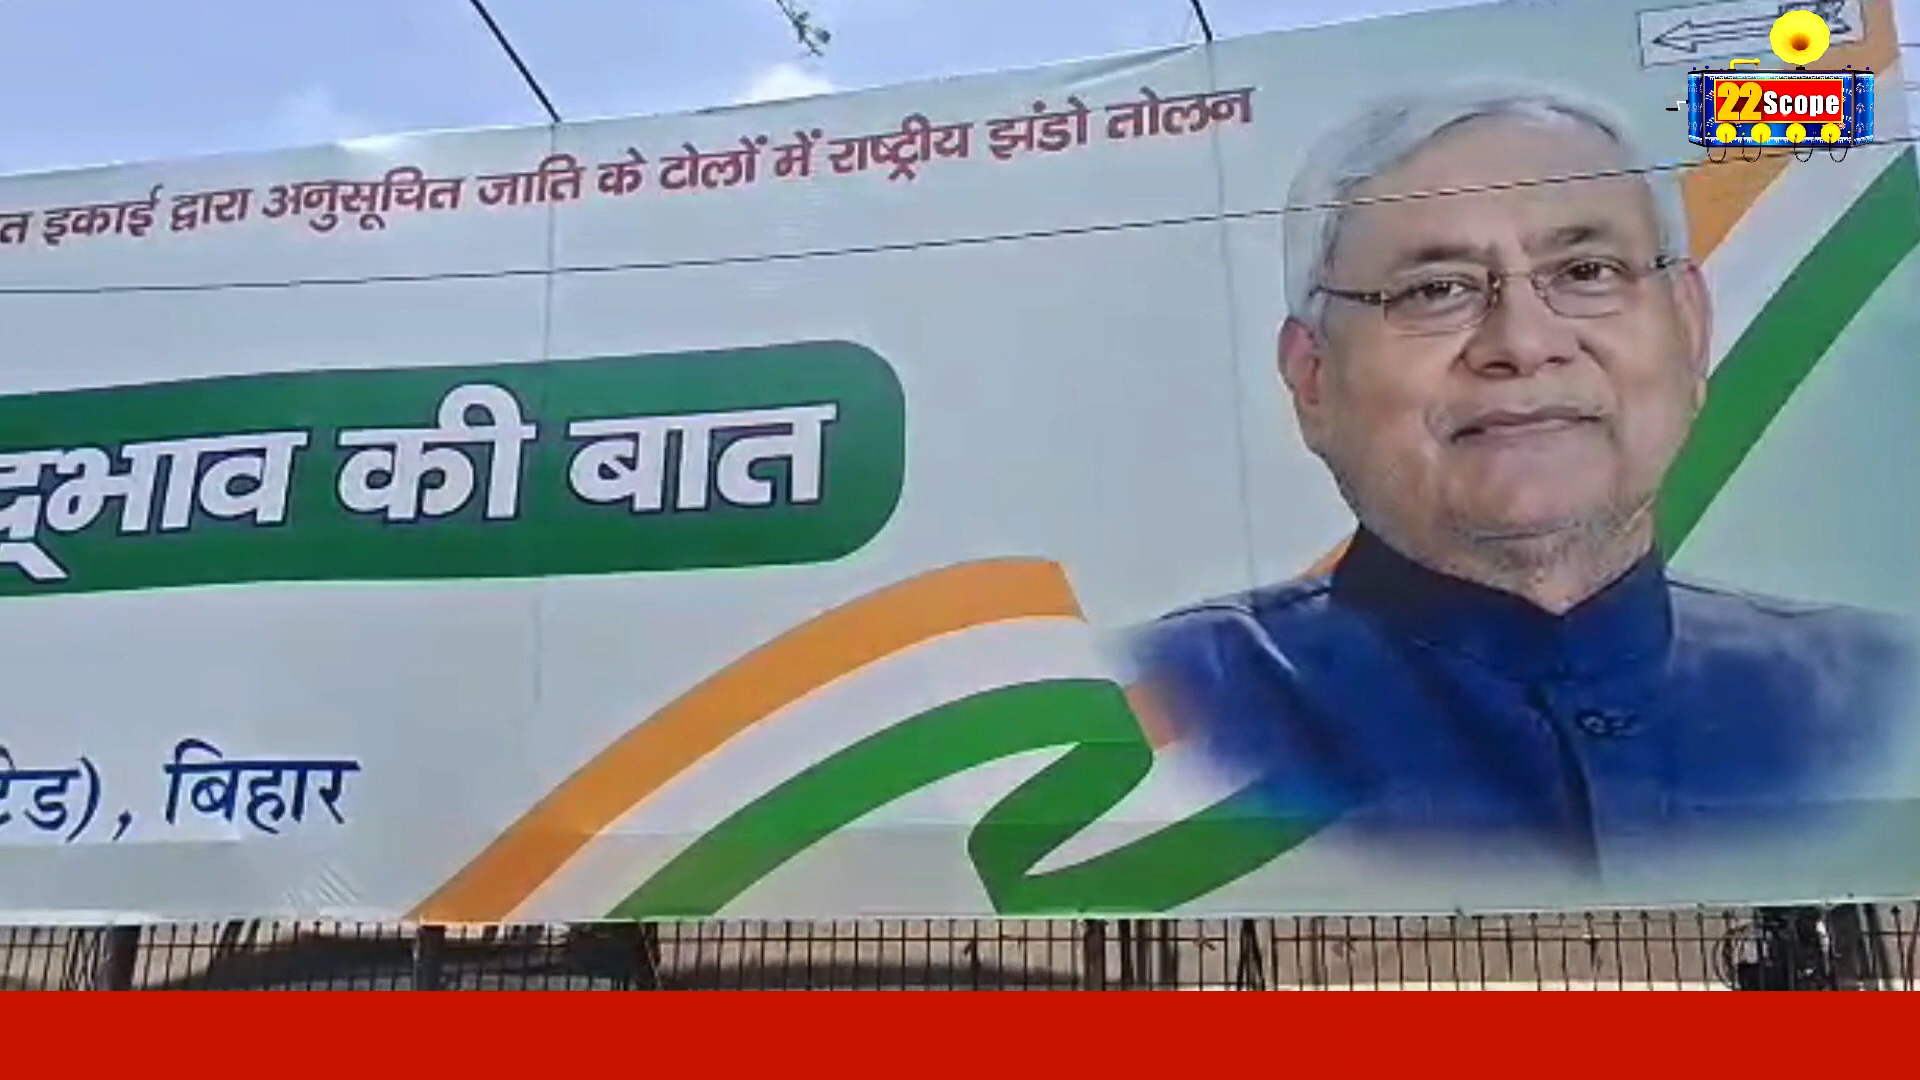 22Scope
त इकाई द्वारा अनुसूचित जाति के टोलों में राष्ट्रीय झंडो तोलन
द्भाव की बात
टेड), बिहार